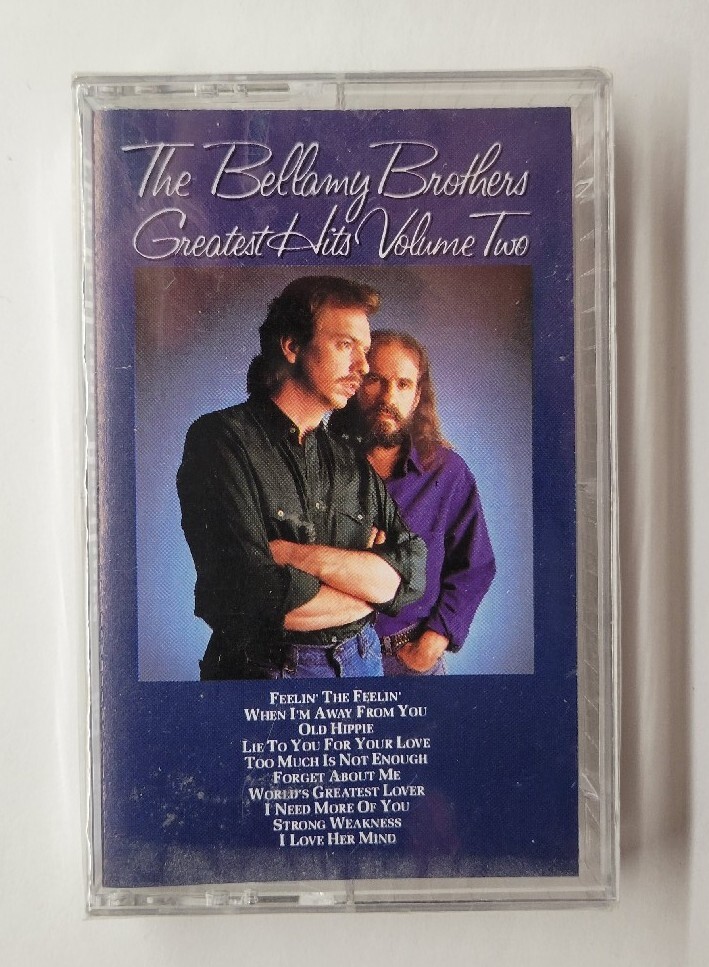 The Bellamy Brothers
Greatest Hits Volume Two
FEELIN' THE FEELIN'
WHEN I'M AWAY FROM YOU
OLD HIPPIE
LIE TO YOU FOR YOUR LOVE
TOO MUCH IS NOT ENOUGH
FORGET ABOUT ME
WORLD'S GREATEST LOVER
I NEED MORE OF YOU
STRONG WEAKNESS
I LOVE HER MIND